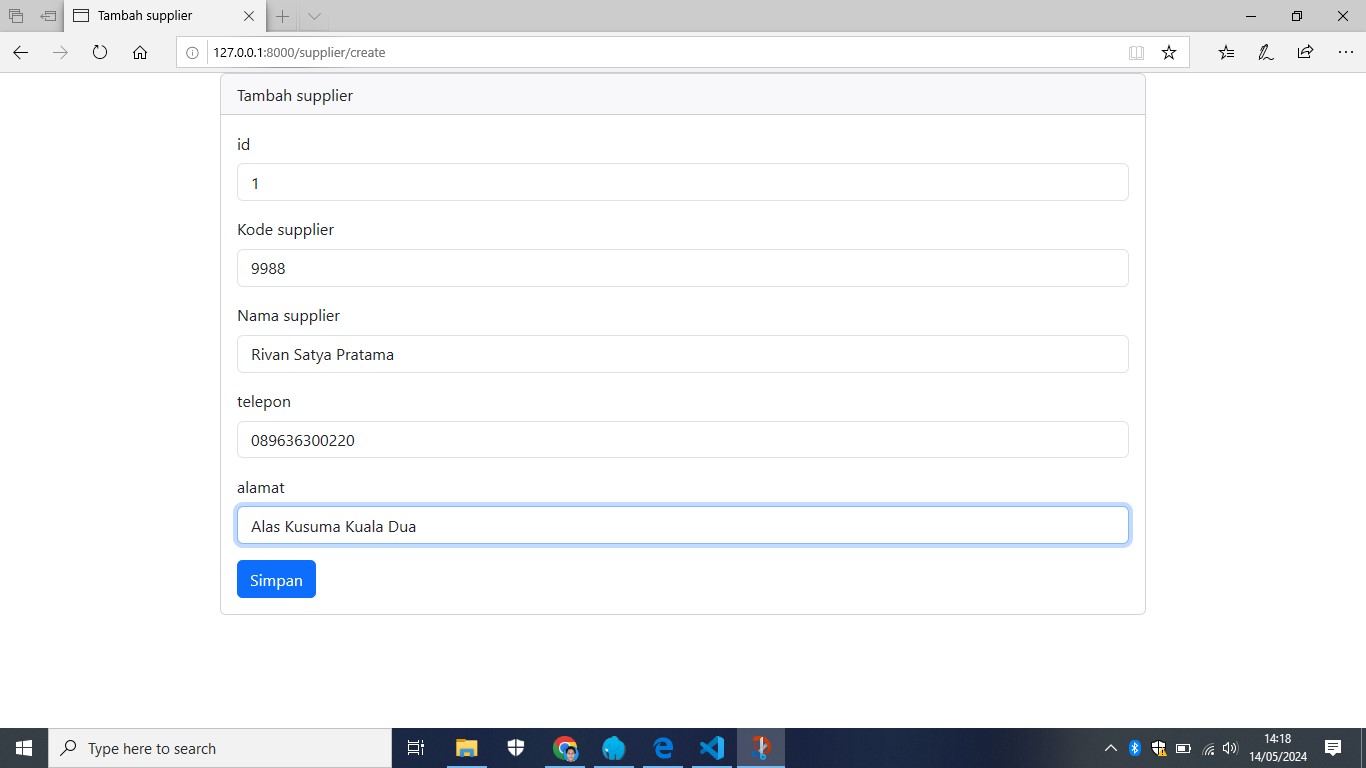 Tambah supplier
127.0.0.1:8000/supplier/create
Tambah supplier
id
1
Kode supplier
9988
Nama supplier
Rivan Satya Pratama
telepon
089636300220
alamat
Alas Kusuma Kuala Dua
Simpan
Type here to search
14:18
14/05/2024